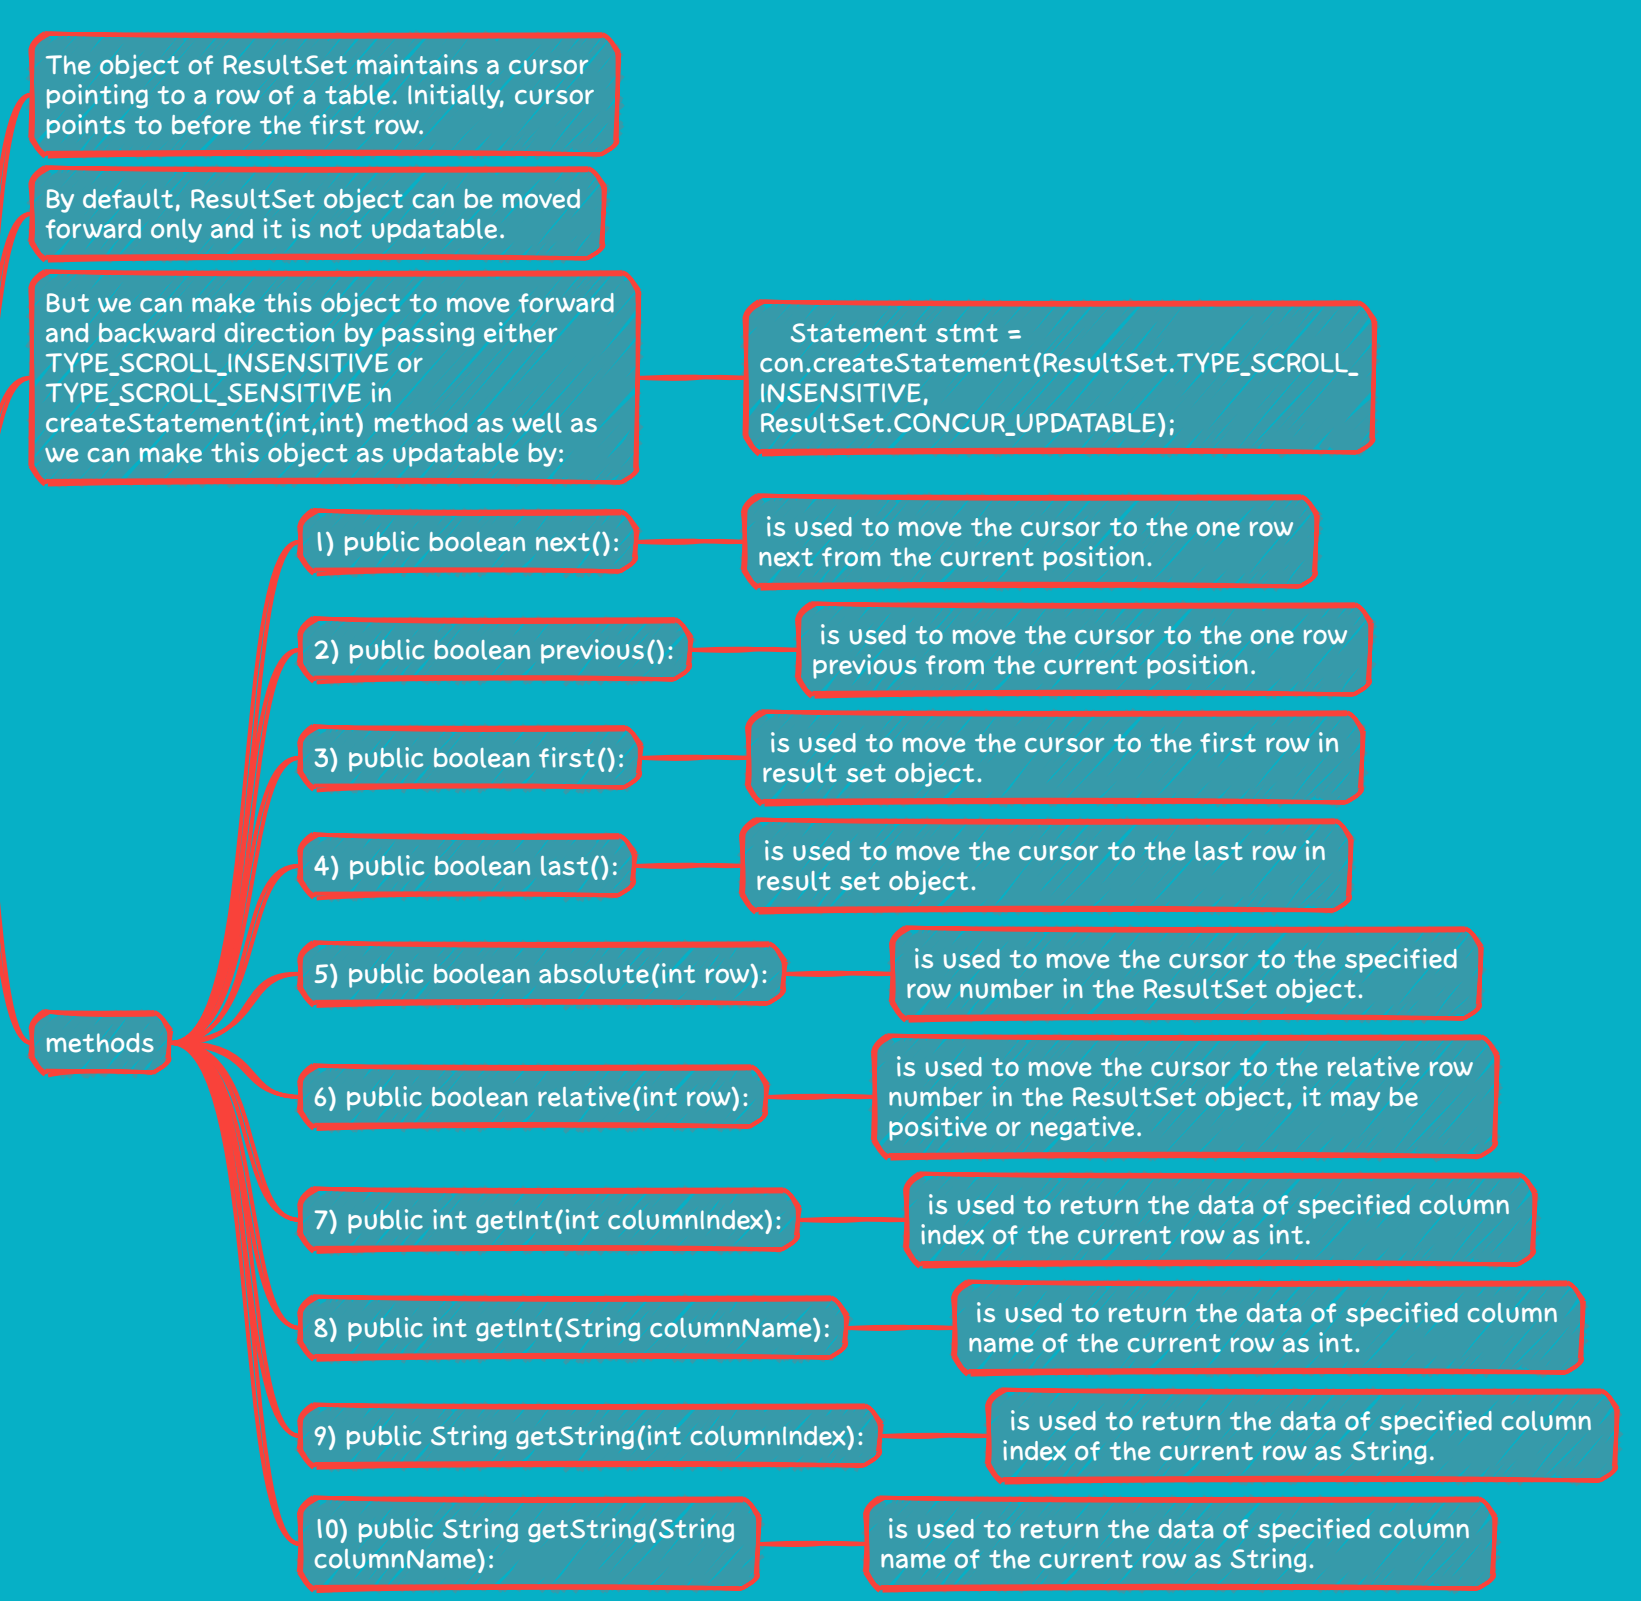 The object of ResultSet maintains a cursor
pointing to a row of a table. Initially, cursor
points to before the first row.
By default, ResultSet object can be moved
forward only and it is not updatable.
But we can make this object to move forward
and backward direction by passing either
TYPE_SCROLL_INSENSITIVE or
TYPE_SCROLL_SENSITIVE in
createStatement(int,int) method as well as
we can make this object as updatable by:
Statement stmt =
con.createStatement(ResultSet.TYPE_SCROLL_
INSENSITIVE,
ResultSet.CONCUR_UPDATABLE);
methods
1) public boolean next():
is used to move the cursor to the one row
next from the current position.
2) public boolean previous():
is used to move the cursor to the one row
previous from the current position.
3) public boolean first():
is used to move the cursor to the first row in
result set object.
4) public boolean last():
is used to move the cursor to the last row in
result set object.
5) public boolean absolute(int row):
is used to move the cursor to the specified
row number in the ResultSet object.
6) public boolean relative(int row):
is used to move the cursor to the relative row
number in the ResultSet object, it may be
positive or negative.
7) public int getInt(int columnIndex):
is used to return the data of specified column
index of the current row as int.
8) public int getInt(String columnName):
is used to return the data of specified column
name of the current row as int.
9) public String getString(int columnIndex):
is used to return the data of specified column
index of the current row as String.
10) public String getString(String
columnName):
is used to return the data of specified column
name of the current row as String.